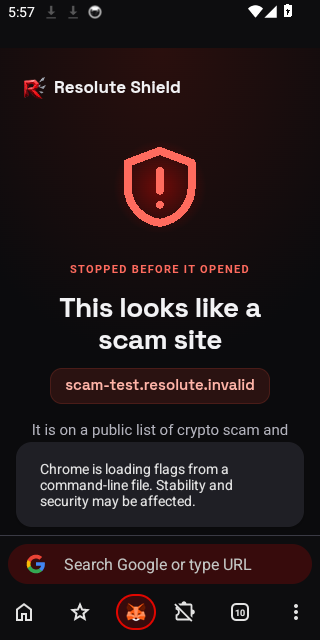 5:57
Resolute Shield
STOPPED BEFORE IT OPENED
This looks like a
scam site
scam-test.resolute.invalid
It is on a public list of crypto scam and
Chrome is loading flags from a
command-line file. Stability and
security may be affected.
Search Google or type URL
10